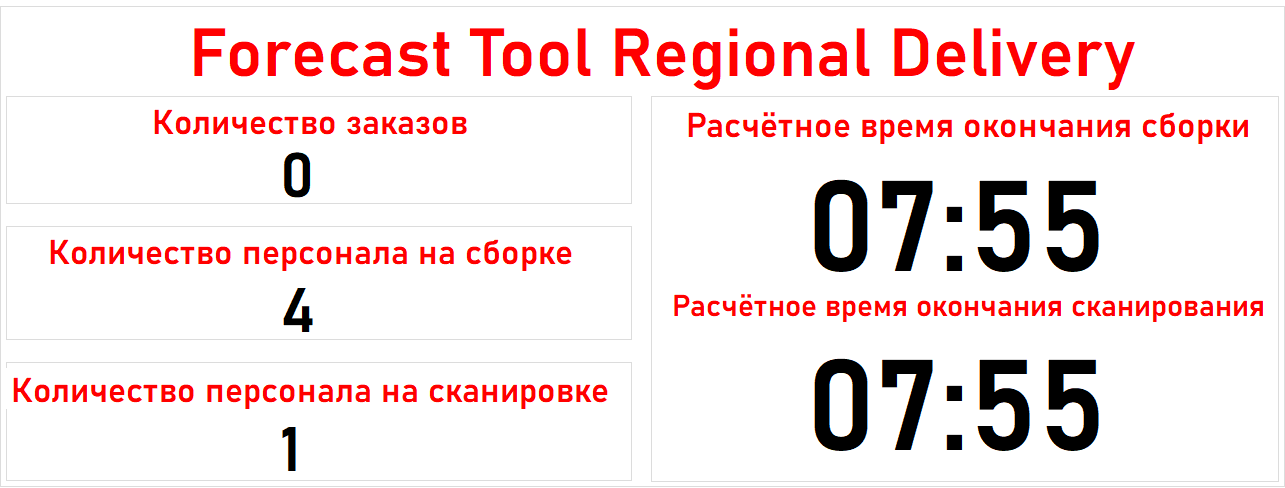 Forecast Tool Regional Delivery
Количество заказов
0
Количество персонала на сборке
4
Количество персонала на сканировке
1
Расчётное время окончания сборки
07:55
Расчётное время окончания сканирования
07:55